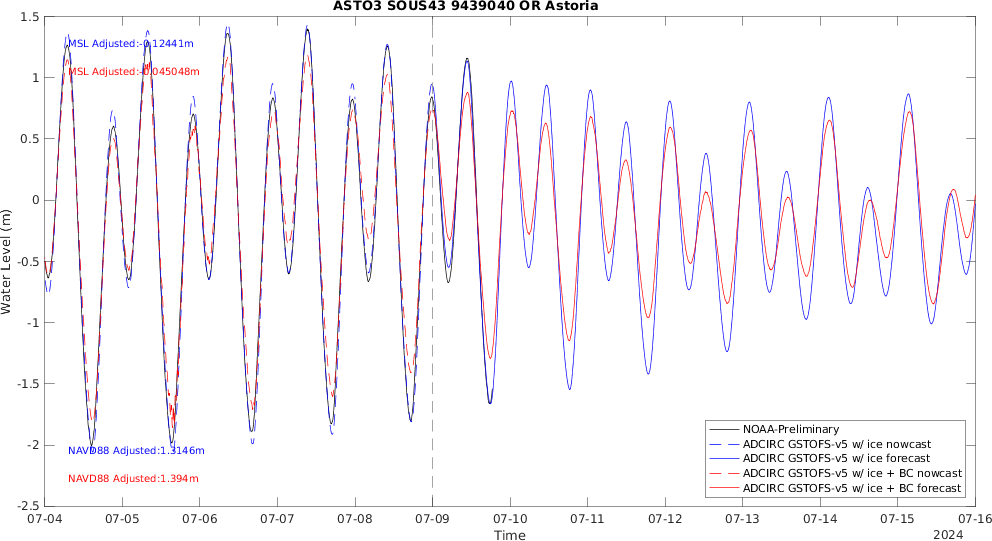 ASTO3 SOUS43 9439040 OR Astoria
1.5
1
0.5
0
-0.5
-1
-1.5
-2
-2.5
Water Level (m)
MSL Adjusted:-0.12441m
MSL Adjusted:-0.045048m
NAVD88 Adjusted:1.3146m
NAVD88 Adjusted:1.394m
NOAA-Preliminary
ADCIRC GSTOFS-v5 w/ ice nowcast
ADCIRC GSTOFS-v5 w/ ice forecast
ADCIRC GSTOFS-v5 w/ ice + BC nowcast
ADCIRC GSTOFS-v5 w/ ice + BC forecast
07-04 07-05 07-06 07-07 07-08 07-09 07-10 07-11 07-12 07-13 07-14 07-15 07-16
Time
2024